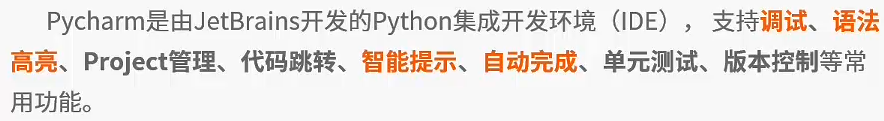 Pycharm是由JetBrains开发的Python集成开发环境（IDE），支持调试、语法
高亮、Project管理、代码跳转、智能提示、自动完成、单元测试、版本控制等常
用功能。